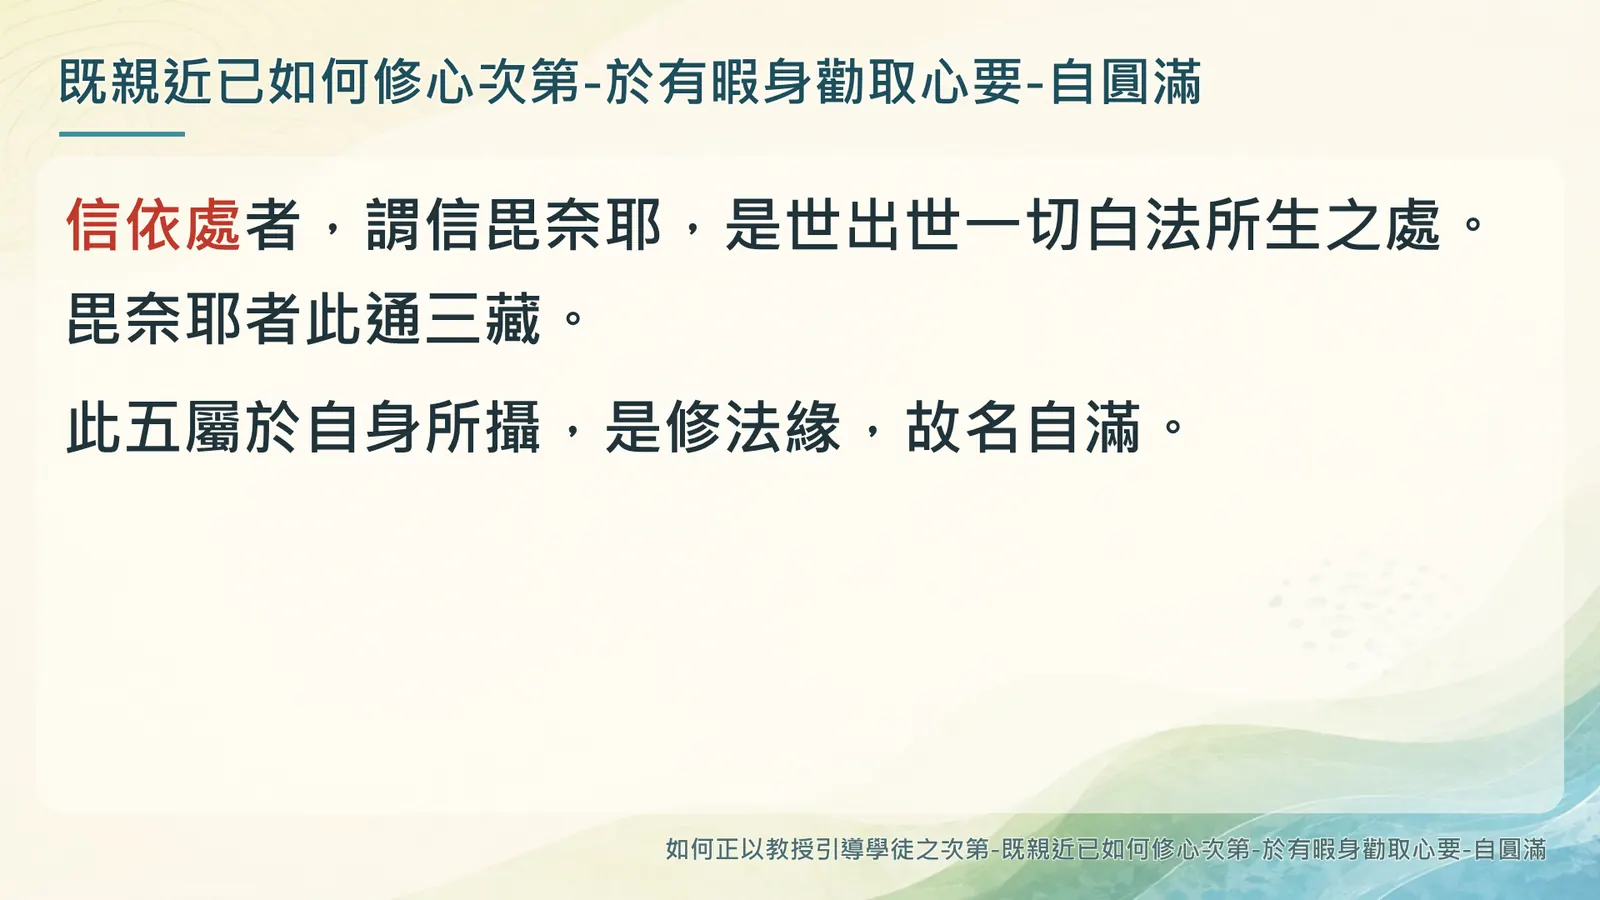 既親近已如何修心次第-於有暇身勸取心要-自圓滿
信依處者，謂信毘奈耶，是世出世一切白法所生之處。
毘奈耶者此通三藏。
此五屬於自身所攝，是修法緣，故名自滿。
如何正以教授引導學徒之次第-既親近已如何修心次第-於有暇身勸取心要-自圓滿